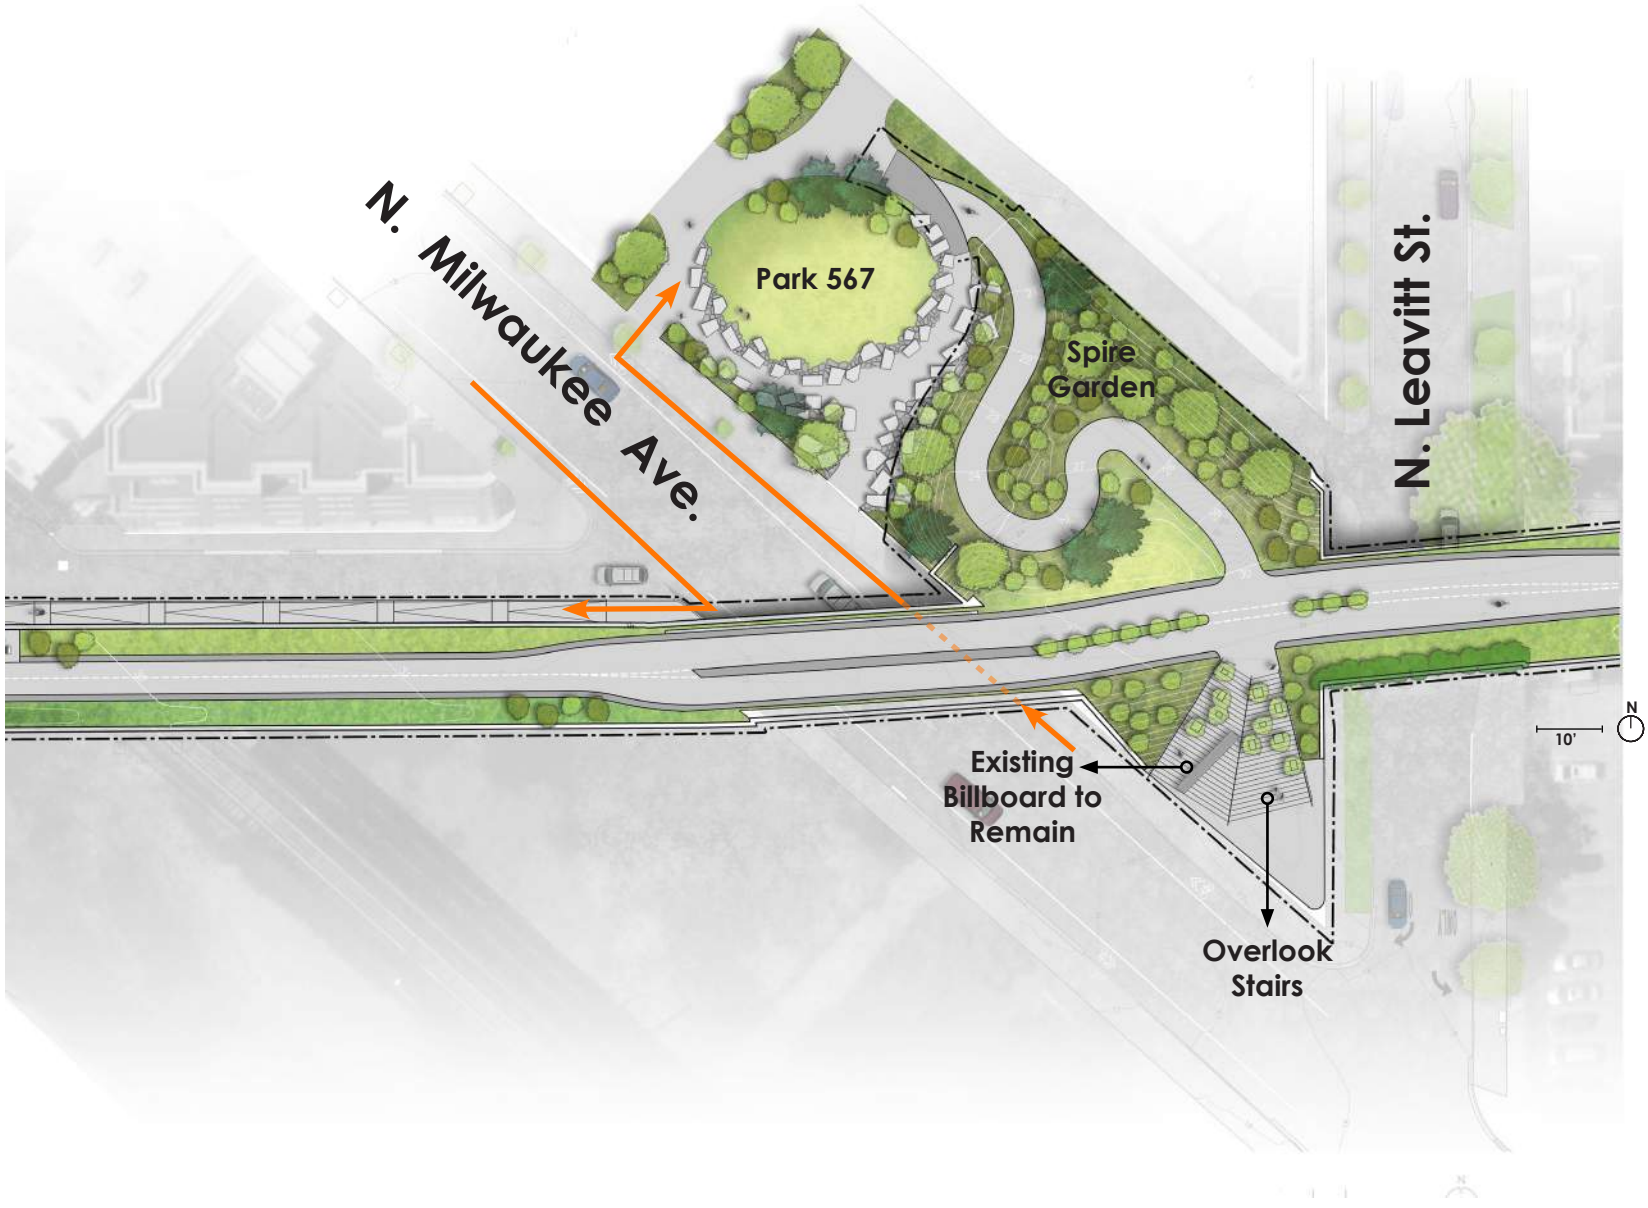 N. Milwaukee Ave.
Park 567
Spire
Garden
N. Leavitt St.
N
10'
Existing
Billboard to
Remain
Overlook
Stairs
N